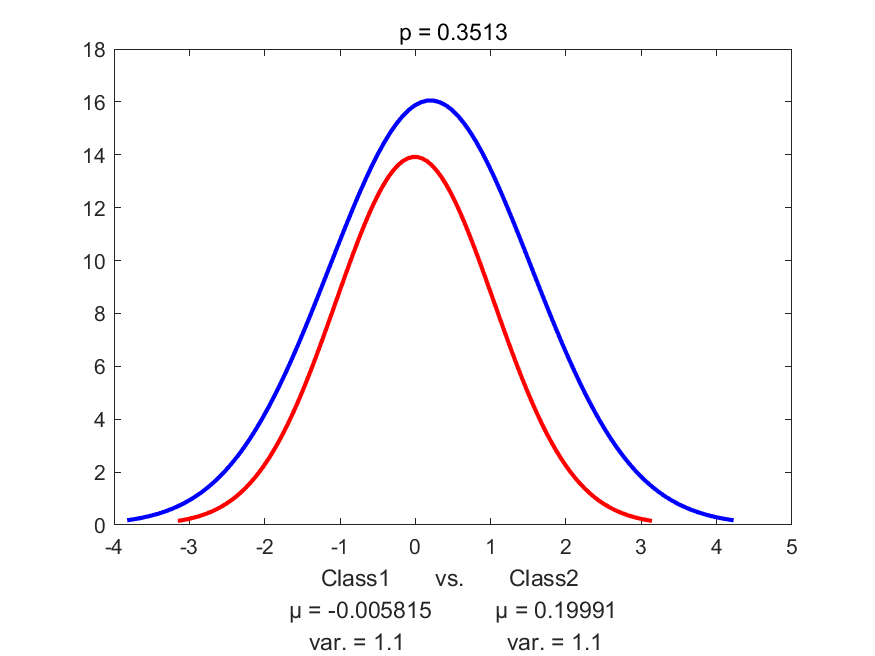 p = 0.3513
18
16
14
12
10
8
6
4
2
0
-4 -3 -2 -1 0 1 2 3 4 5
Class1 vs. Class2
μ = -0.005815 μ = 0.19991
var. = 1.1 var. = 1.1